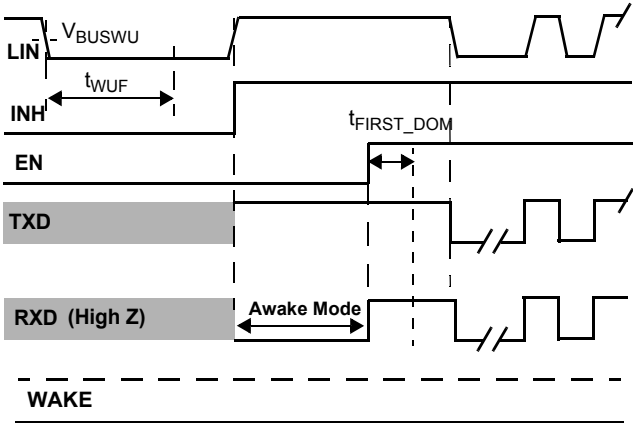 LIN
VBUSWU
tWUF
INH
tFIRST_DOM
EN
TXD
RXD (High Z)
Awake Mode
WAKE